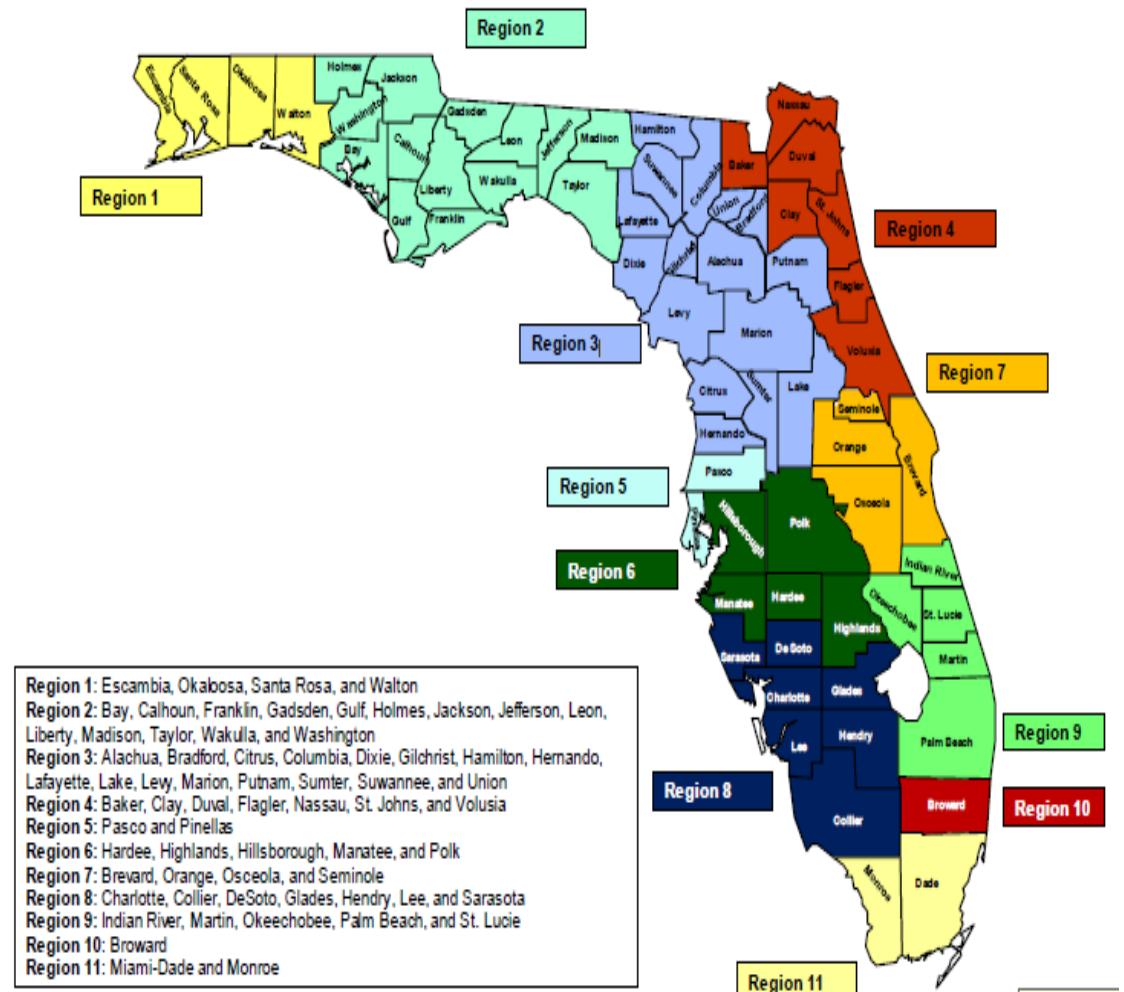 Region 2
Holmes
Jackson
Escambia
Santa Rosa
Okaloosa
Walton
Washington
Gadsden
Nassau
Bay
Calhoun
Leon
Jefferson
Madison
Hamilton
Baker
Duval
Region 1
Liberty
Wakulla
Taylor
Suwannee
Columbia
Union
Bradford
Clay
St. Johns
Gulf
Franklin
Lafayette
Region 4
Dixie
Gilchrist
Alachua
Putnam
Flagler
Levy
Marion
Region 3
Volusia
Region 7
Citrus
Sumter
Lake
Seminole
Hernando
Orange
Brevard
Pasco
Region 5
Osceola
Pinellas
Hillsborough
Polk
Region 6
Indian River
Manatee
Hardee
Okeechobee
St. Lucie
Highlands
Sarasota
DeSoto
Martin
Charlotte
Glades
Lee
Hendry
Palm Beach
Region 9
Region 8
Broward
Region 10
Collier
Monroe
Dade
Region 11
Region 1: Escambia, Okaloosa, Santa Rosa, and Walton
Region 2: Bay, Calhoun, Franklin, Gadsden, Gulf, Holmes, Jackson, Jefferson, Leon,
Liberty, Madison, Taylor, Wakulla, and Washington
Region 3: Alachua, Bradford, Citrus, Columbia, Dixie, Gilchrist, Hamilton, Hernando,
Lafayette, Lake, Levy, Marion, Putnam, Sumter, Suwannee, and Union
Region 4: Baker, Clay, Duval, Flagler, Nassau, St. Johns, and Volusia
Region 5: Pasco and Pinellas
Region 6: Hardee, Highlands, Hillsborough, Manatee, and Polk
Region 7: Brevard, Orange, Osceola, and Seminole
Region 8: Charlotte, Collier, DeSoto, Glades, Hendry, Lee, and Sarasota
Region 9: Indian River, Martin, Okeechobee, Palm Beach, and St. Lucie
Region 10: Broward
Region 11: Miami-Dade and Monroe